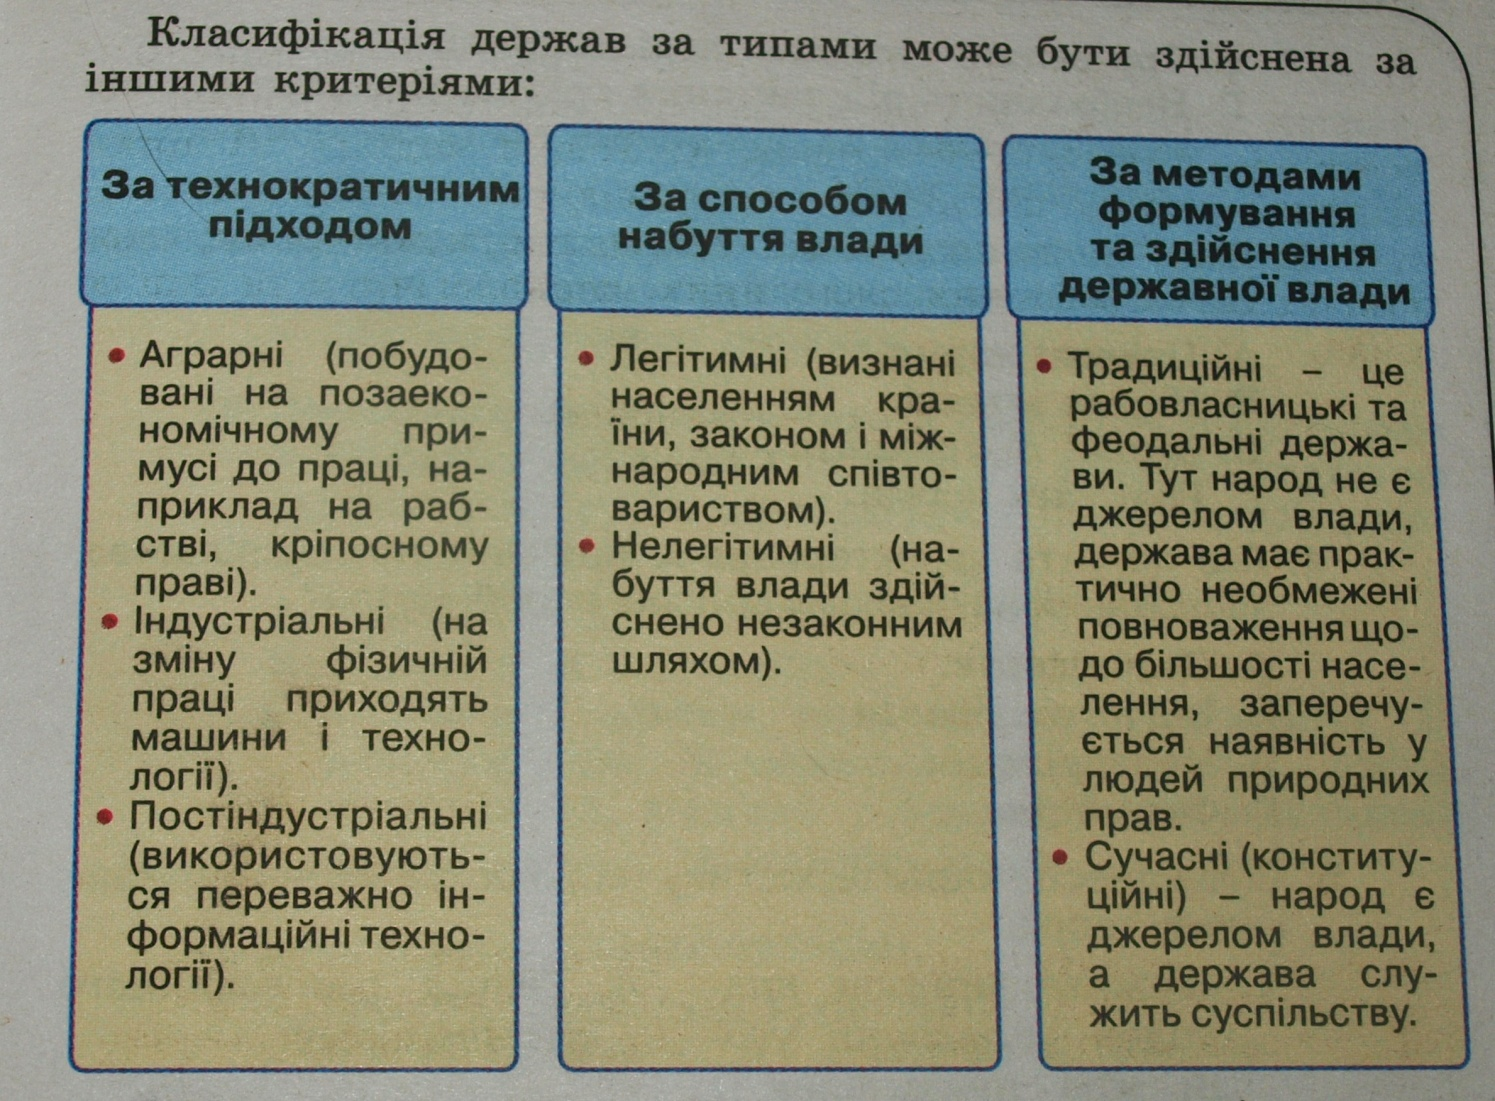 Класифікація держав за типами може бути здійснена за
іншими критеріями:
За технократичним
підходом
• Аграрні (побудо-
вані на позаеко-
номічному при-
мусі до праці, на-
приклад на раб-
стві, кріпосному
праві).
• Індустріальні (на
зміну фізичній
праці приходять
машини і техно-
логії).
• Постіндустріальні
(використовують-
ся переважно ін-
формаційні техно-
логії).
За способом
набуття влади
• Легітимні (визнані
населенням кра-
їни, законом і між-
народним співто-
вариством).
• Нелегітимні (на-
буття влади здій-
снено незаконним
шляхом).
За методами
формування
та здійснення
державної влади
• Традиційні – це
рабовласницькі та
феодальні держа-
ви. Тут народ не є
джерелом влади,
держава має прак-
тично необмежені
повноваження що-
до більшості насе-
лення, заперечу-
ється наявність у
людей природних
прав.
• Сучасні (конститу-
ційні) – народ є
джерелом влади,
а держава слу-
жить суспільству.